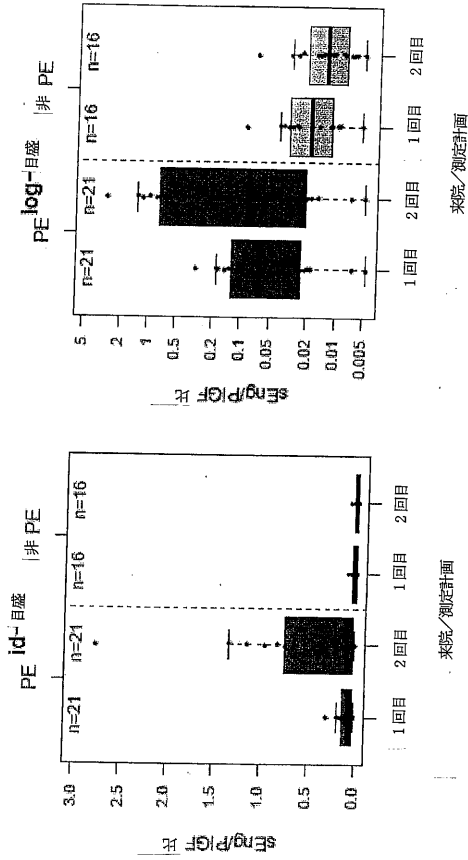 PE id-目盛 非 PE
n=21 n=21 n=16 n=16
3.0
2.5
2.0
1.5
1.0
0.5
0.0
sEng/PlGF 比
1回目 2回目 1回目 2回目
来院/測定計画
PE log-目盛 非 PE
n=21 n=21 n=16 n=16
5
2
1
0.5
0.2
0.1
0.05
0.02
0.01
0.005
sEng/PlGF 比
1回目 2回目 1回目 2回目
来院/測定計画